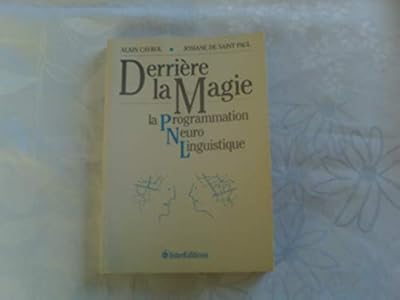 ALAIN CAYROL • JOSIANE DE SAINT PAUL
Derrière
la Magie
la Programmation
Neuro
Linguistique
InterEditions